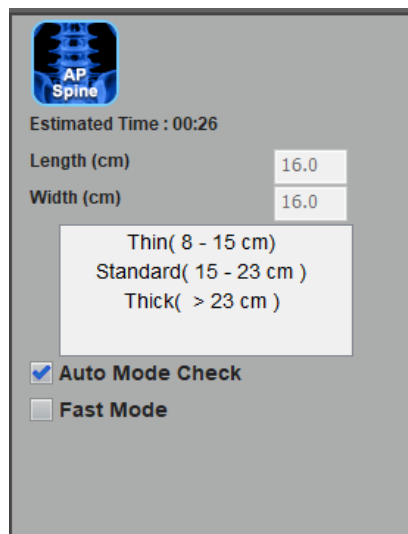 AP
Spine
Estimated Time : 00:26
Length (cm) 16.0
Width (cm) 16.0
Thin( 8 - 15 cm)
Standard( 15 - 23 cm )
Thick(  > 23 cm )
Auto Mode Check
Fast Mode